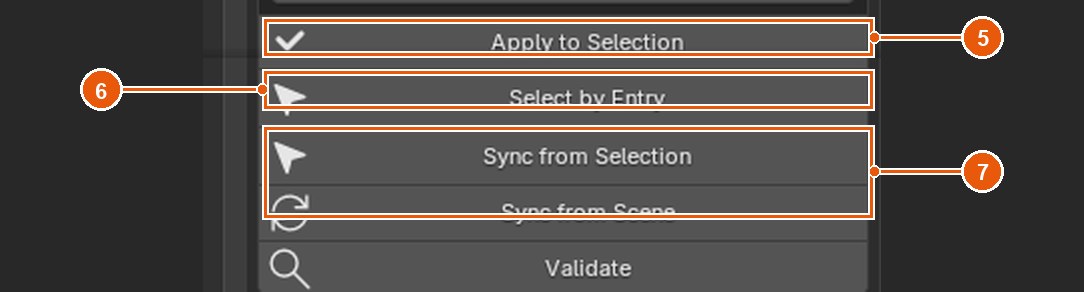 Apply to Selection
5
6
Select by Entry
Sync from Selection
7
Sync from Scene
Validate